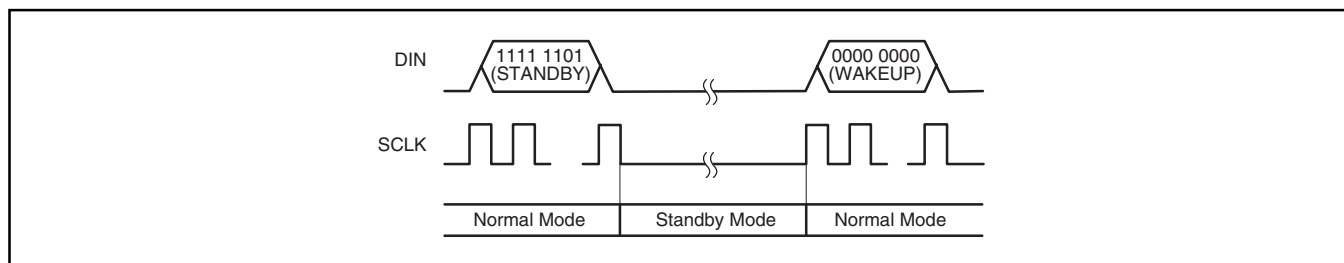 DIN
1111 1101
(STANDBY)
0000 0000
(WAKEUP)
SCLK
Normal Mode
Standby Mode
Normal Mode